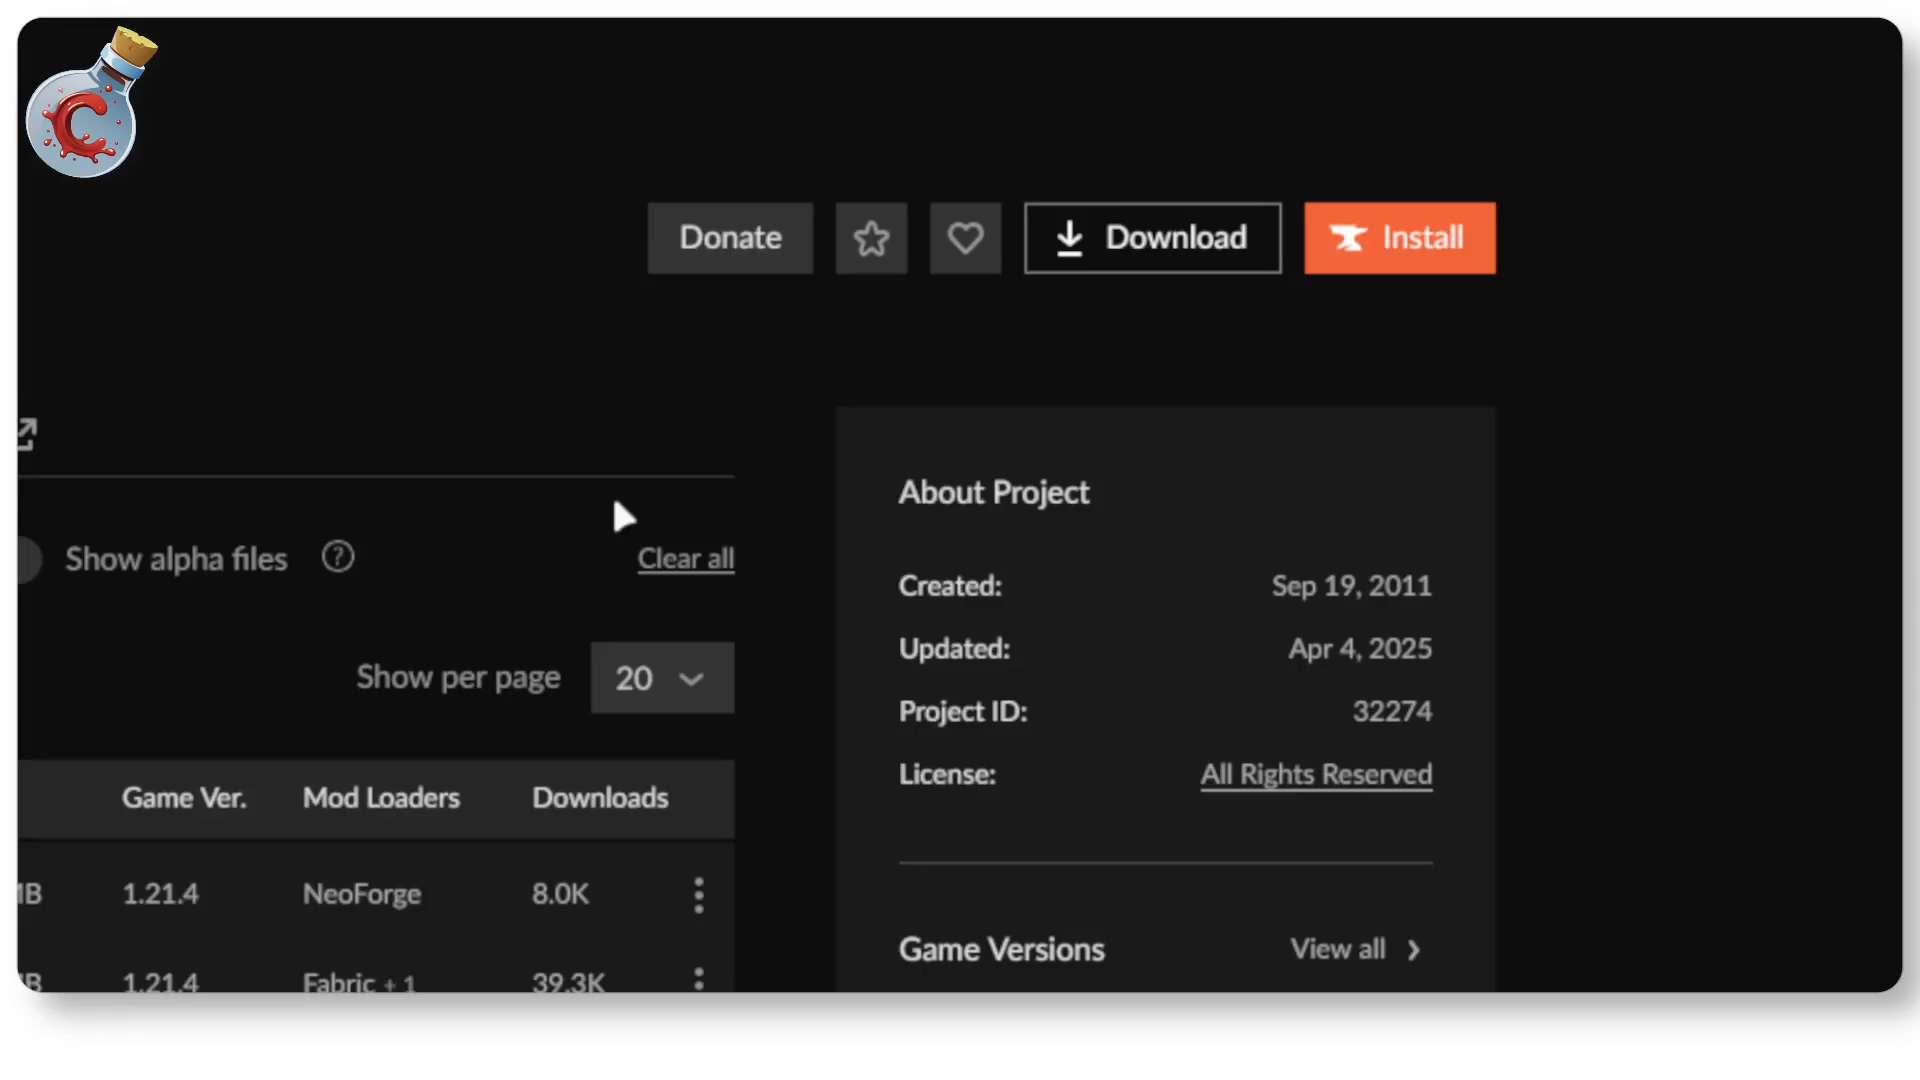 C
Donate
Download
Install
About Project
Show alpha files
Clear all
Created: Sep 19, 2011
Updated: Apr 4, 2025
Show per page 20
Project ID: 32274
License: All Rights Reserved
Game Ver. Mod Loaders Downloads
MB 1.21.4 NeoForge 8.0K
Game Versions View all
B 1.21.4 Fabric + 1 39.3K